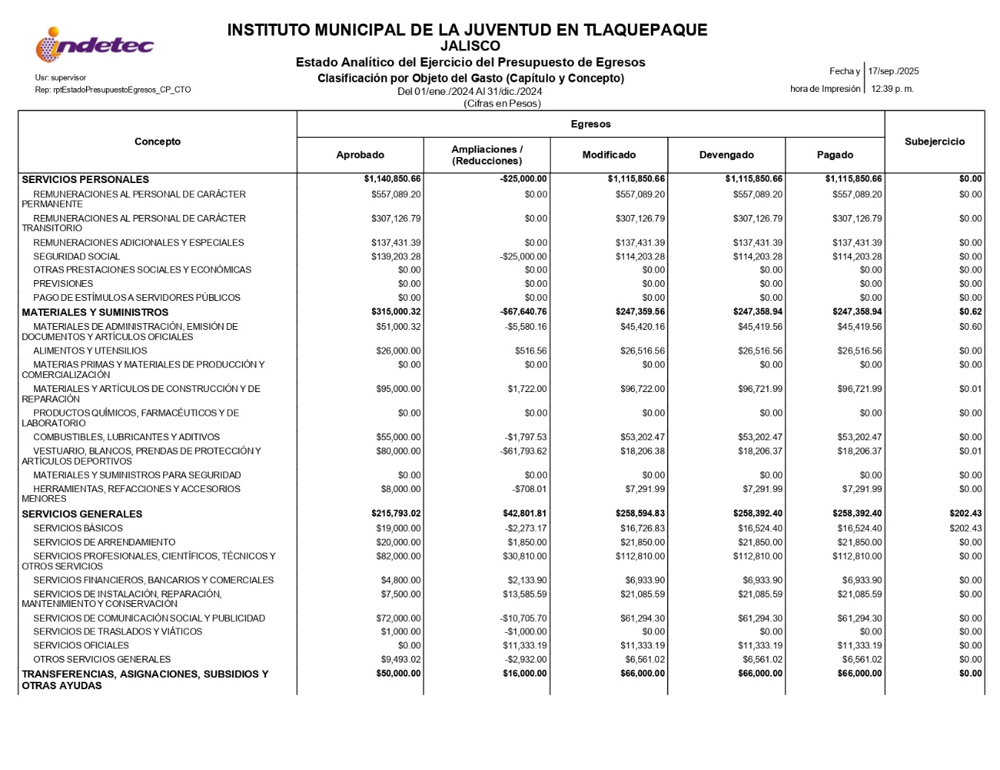 indetec
INSTITUTO MUNICIPAL DE LA JUVENTUD EN TLAQUEPAQUE
JALISCO
Estado Analítico del Ejercicio del Presupuesto de Egresos
Clasificación por Objeto del Gasto (Capítulo y Concepto)
Del 01/ene./2024 Al 31/dic./2024
(Cifras en Pesos)
Usr: supervisor
Rep: rptEstadoPresupuestoEgresos_CP_CTO
Fecha y 17/sep./2025
hora de Impresión 12:39 p. m.
Concepto Egresos Subejercicio
Aprobado Ampliaciones / (Reducciones) Modificado Devengado Pagado
SERVICIOS PERSONALES $1,140,850.66 -$25,000.00 $1,115,850.66 $1,115,850.66 $1,115,850.66 $0.00
REMUNERACIONES AL PERSONAL DE CARÁCTER $557,089.20 $0.00 $557,089.20 $557,089.20 $557,089.20 $0.00
PERMANENTE
REMUNERACIONES AL PERSONAL DE CARÁCTER $307,126.79 $0.00 $307,126.79 $307,126.79 $307,126.79 $0.00
TRANSITORIO
REMUNERACIONES ADICIONALES Y ESPECIALES $137,431.39 $0.00 $137,431.39 $137,431.39 $137,431.39 $0.00
SEGURIDAD SOCIAL $139,203.28 -$25,000.00 $114,203.28 $114,203.28 $114,203.28 $0.00
OTRAS PRESTACIONES SOCIALES Y ECONÓMICAS $0.00 $0.00 $0.00 $0.00 $0.00 $0.00
PREVISIONES $0.00 $0.00 $0.00 $0.00 $0.00 $0.00
PAGO DE ESTÍMULOS A SERVIDORES PÚBLICOS $0.00 $0.00 $0.00 $0.00 $0.00 $0.00
MATERIALES Y SUMINISTROS $315,000.32 -$67,640.76 $247,359.56 $247,358.94 $247,358.94 $0.62
MATERIALES DE ADMINISTRACIÓN, EMISIÓN DE $51,000.32 -$5,580.16 $45,420.16 $45,419.56 $45,419.56 $0.60
DOCUMENTOS Y ARTÍCULOS OFICIALES
ALIMENTOS Y UTENSILIOS $26,000.00 $516.56 $26,516.56 $26,516.56 $26,516.56 $0.00
MATERIAS PRIMAS Y MATERIALES DE PRODUCCIÓN Y $0.00 $0.00 $0.00 $0.00 $0.00 $0.00
COMERCIALIZACIÓN
MATERIALES Y ARTÍCULOS DE CONSTRUCCIÓN Y DE $95,000.00 $1,722.00 $96,722.00 $96,721.99 $96,721.99 $0.01
REPARACIÓN
PRODUCTOS QUÍMICOS, FARMACÉUTICOS Y DE $0.00 $0.00 $0.00 $0.00 $0.00 $0.00
LABORATORIO
COMBUSTIBLES, LUBRICANTES Y ADITIVOS $55,000.00 -$1,797.53 $53,202.47 $53,202.47 $53,202.47 $0.00
VESTUARIO, BLANCOS, PRENDAS DE PROTECCIÓN Y $80,000.00 -$61,793.62 $18,206.38 $18,206.37 $18,206.37 $0.01
ARTÍCULOS DEPORTIVOS
MATERIALES Y SUMINISTROS PARA SEGURIDAD $0.00 $0.00 $0.00 $0.00 $0.00 $0.00
HERRAMIENTAS, REFACCIONES Y ACCESORIOS $8,000.00 -$708.01 $7,291.99 $7,291.99 $7,291.99 $0.00
MENORES
SERVICIOS GENERALES $215,793.02 $42,801.81 $258,594.83 $258,392.40 $258,392.40 $202.43
SERVICIOS BÁSICOS $19,000.00 -$2,273.17 $16,726.83 $16,524.40 $16,524.40 $202.43
SERVICIOS DE ARRENDAMIENTO $20,000.00 $1,850.00 $21,850.00 $21,850.00 $21,850.00 $0.00
SERVICIOS PROFESIONALES, CIENTÍFICOS, TÉCNICOS Y $82,000.00 $30,810.00 $112,810.00 $112,810.00 $112,810.00 $0.00
OTROS SERVICIOS
SERVICIOS FINANCIEROS, BANCARIOS Y COMERCIALES $4,800.00 $2,133.90 $6,933.90 $6,933.90 $6,933.90 $0.00
SERVICIOS DE INSTALACIÓN, REPARACIÓN, $7,500.00 $13,585.59 $21,085.59 $21,085.59 $21,085.59 $0.00
MANTENIMIENTO Y CONSERVACIÓN
SERVICIOS DE COMUNICACIÓN SOCIAL Y PUBLICIDAD $72,000.00 -$10,705.70 $61,294.30 $61,294.30 $61,294.30 $0.00
SERVICIOS DE TRASLADOS Y VIÁTICOS $1,000.00 -$1,000.00 $0.00 $0.00 $0.00 $0.00
SERVICIOS OFICIALES $0.00 $11,333.19 $11,333.19 $11,333.19 $11,333.19 $0.00
OTROS SERVICIOS GENERALES $9,493.02 -$2,932.00 $6,561.02 $6,561.02 $6,561.02 $0.00
TRANSFERENCIAS, ASIGNACIONES, SUBSIDIOS Y $50,000.00 $16,000.00 $66,000.00 $66,000.00 $66,000.00 $0.00
OTRAS AYUDAS